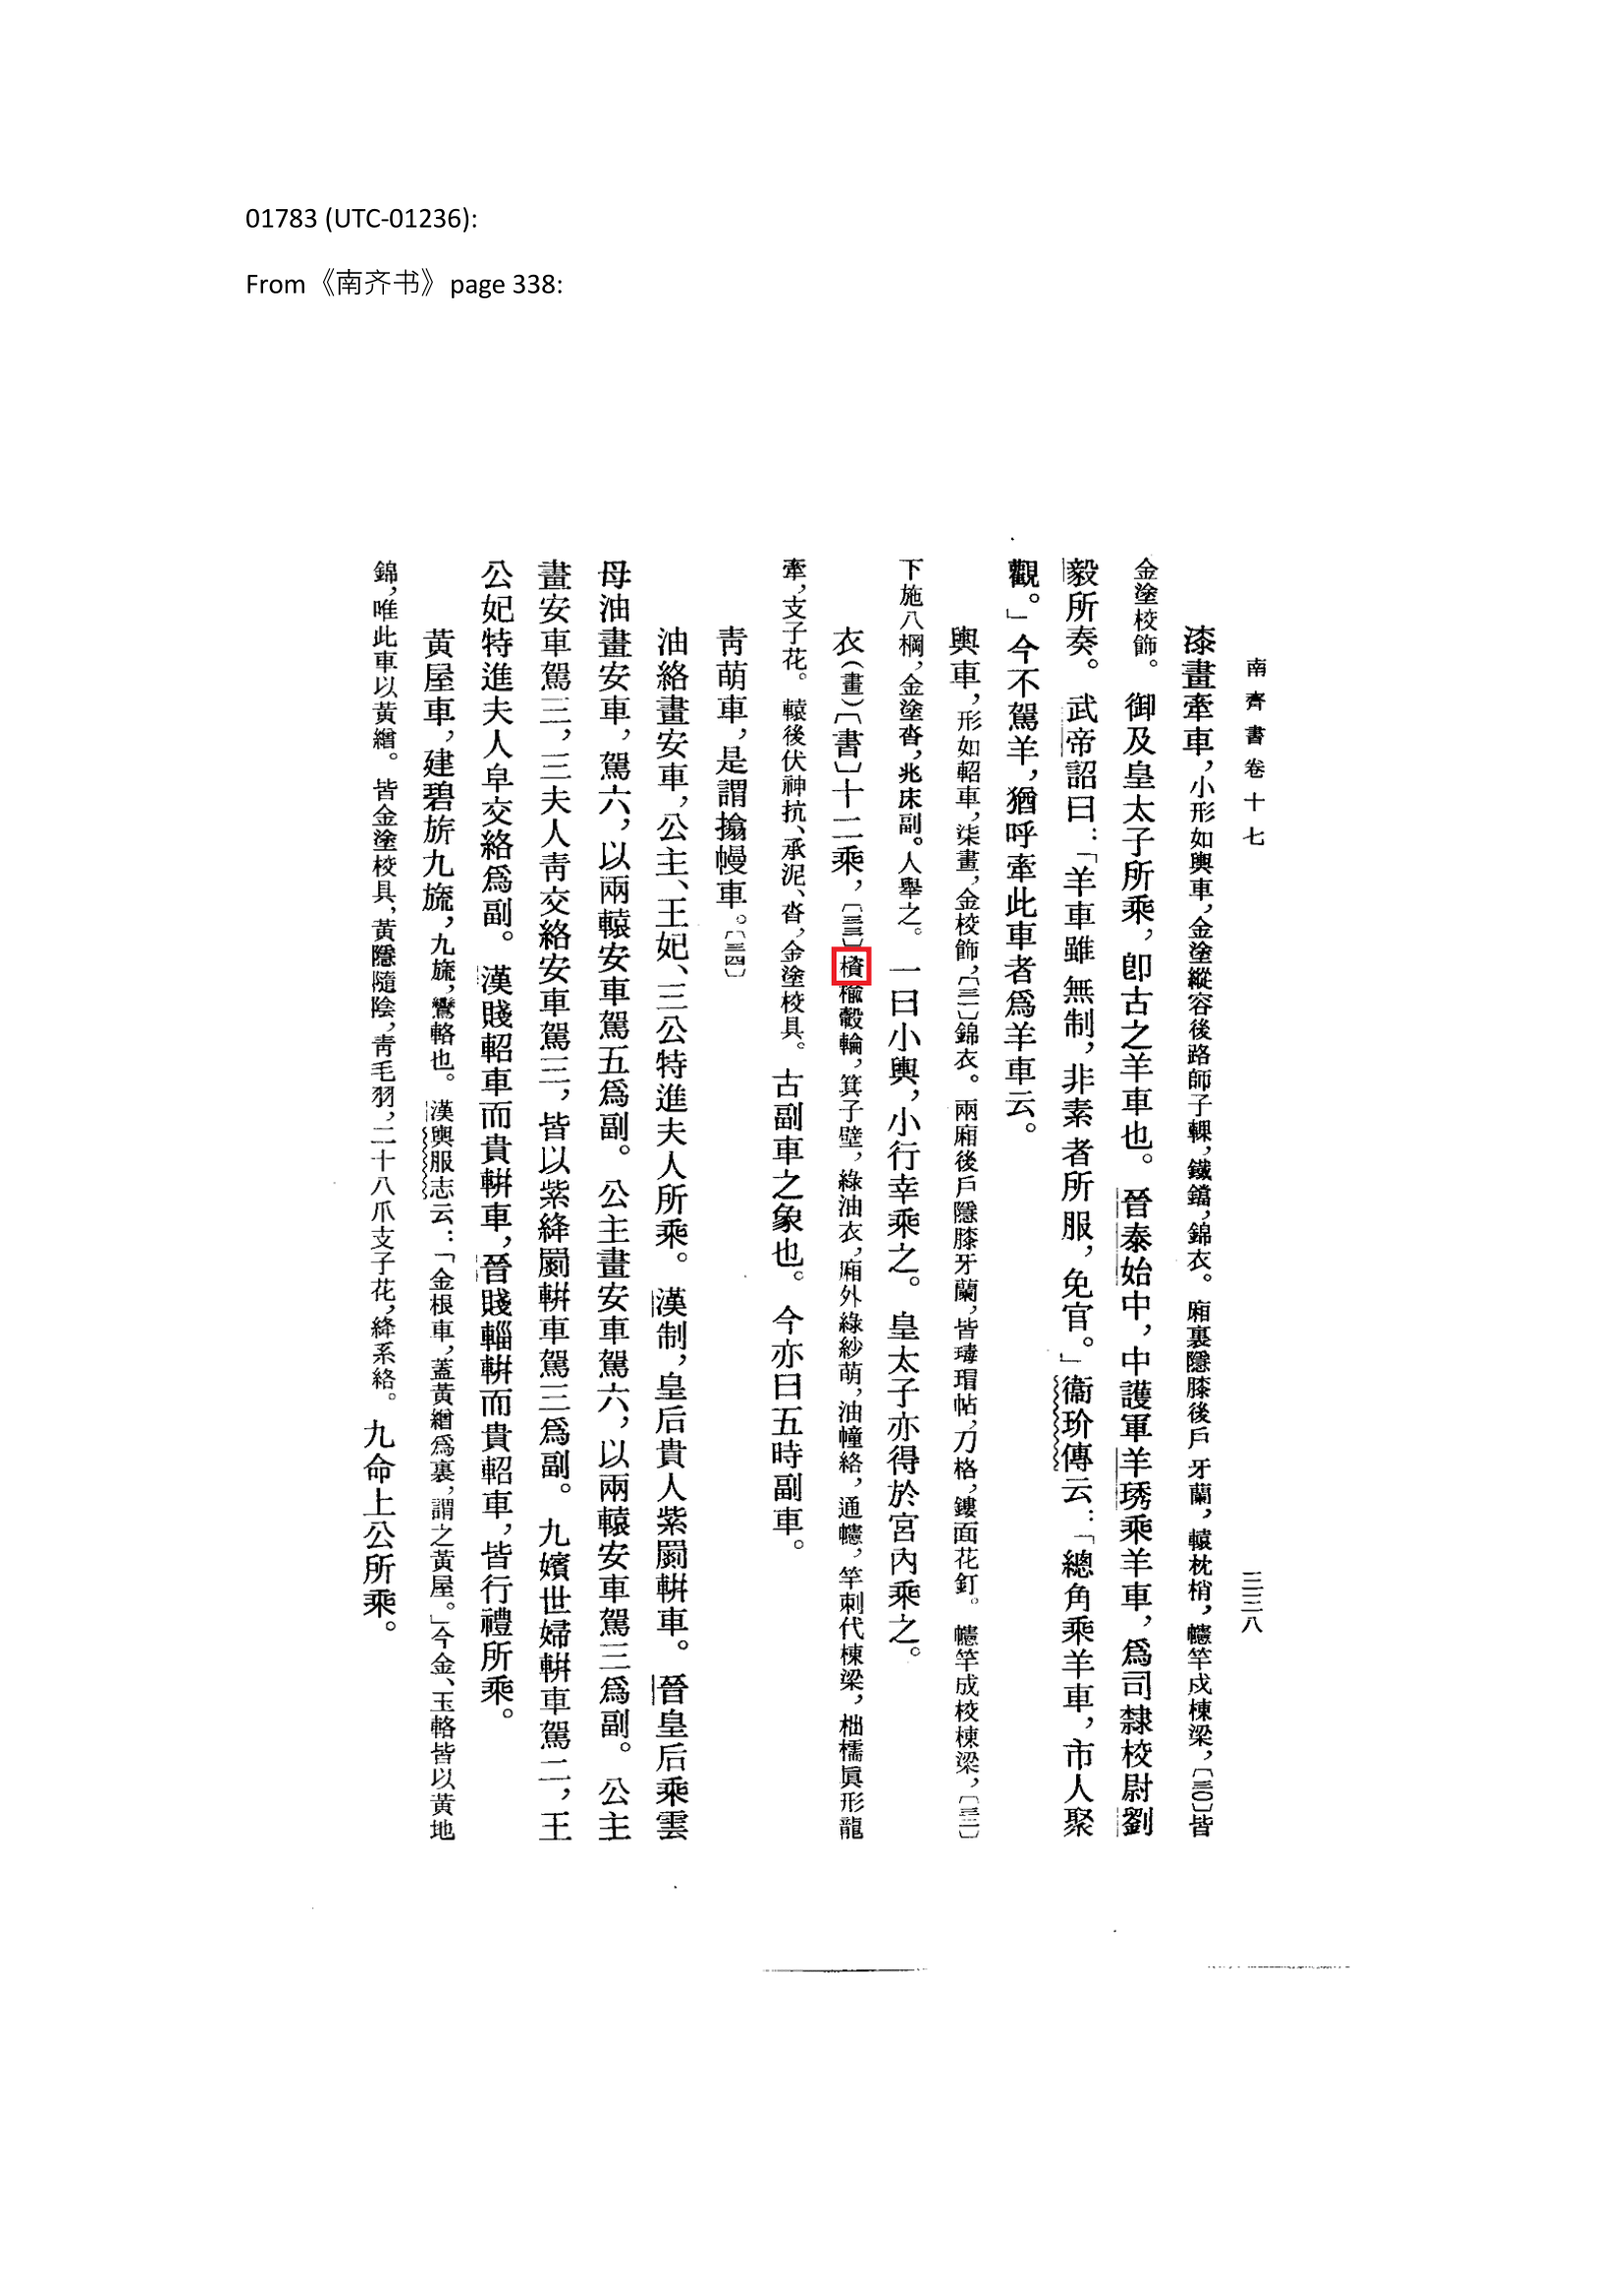 01783 (UTC-01236):
From《南齐书》page 338:
南齊書卷十七
三三八
漆畫牽車，小形如輿車，金塗縱容後路師子輠，鐵鐺，錦衣。廂裏隱膝後戶牙蘭，轅枕梢，幰竿戍棟梁，〔三〇〕皆
金塗校飾。御及皇太子所乘，卽古之羊車也。晉泰始中，中護軍羊琇乘羊車，爲司隸校尉劉
毅所奏。武帝詔曰：「羊車雖無制，非素者所服，免官。」衞玠傳云：「總角乘羊車，市人聚
觀。」今不駕羊，猶呼牽此車者爲羊車云。
輿車，形如軺車，柒畫，金校飾，〔三一〕錦衣。兩廂後戶隱膝牙蘭，皆瑇瑁帖，刀格，鏤面花釘。幰竿成校棟梁，〔三二〕
下施八棡，金塗沓，兆床副。人舉之。一曰小輿，小行幸乘之。皇太子亦得於宮內乘之。
衣（畫）〔書〕十二乘，〔三三〕榆轂輪，箕子壁，綠油衣，廂外綠紗萌，油幢絡，通幰，竿刺代棟梁，柮檽眞形龍
牽，支子花。轅後伏神抗、承泥、沓，金塗校具。古副車之象也。今亦曰五時副車。
靑萌車，是謂搊幔車。〔三四〕
油絡畫安車，公主、王妃、三公特進夫人所乘。漢制，皇后貴人紫罽軿車。晉皇后乘雲
母油畫安車，駕六，以兩轅安車駕五爲副。公主畫安車駕六，以兩轅安車駕三爲副。公主
畫安車駕三，三夫人靑交絡安車駕三，皆以紫絳罽軿車駕三爲副。九嬪世婦軿車駕二，王
公妃特進夫人皁交絡爲副。漢賤軺車而貴軿車，晉賤輜軿而貴軺車，皆行禮所乘。
黃屋車，建碧旂九旒，九旒，鸞輅也。漢輿服志云：「金根車，蓋黃繒爲裏，謂之黃屋。」今金、玉輅皆以黃地
錦，唯此車以黃繒。皆金塗校具，黃隱隨陰，靑毛羽，二十八爪支子花，絳系絡。九命上公所乘。